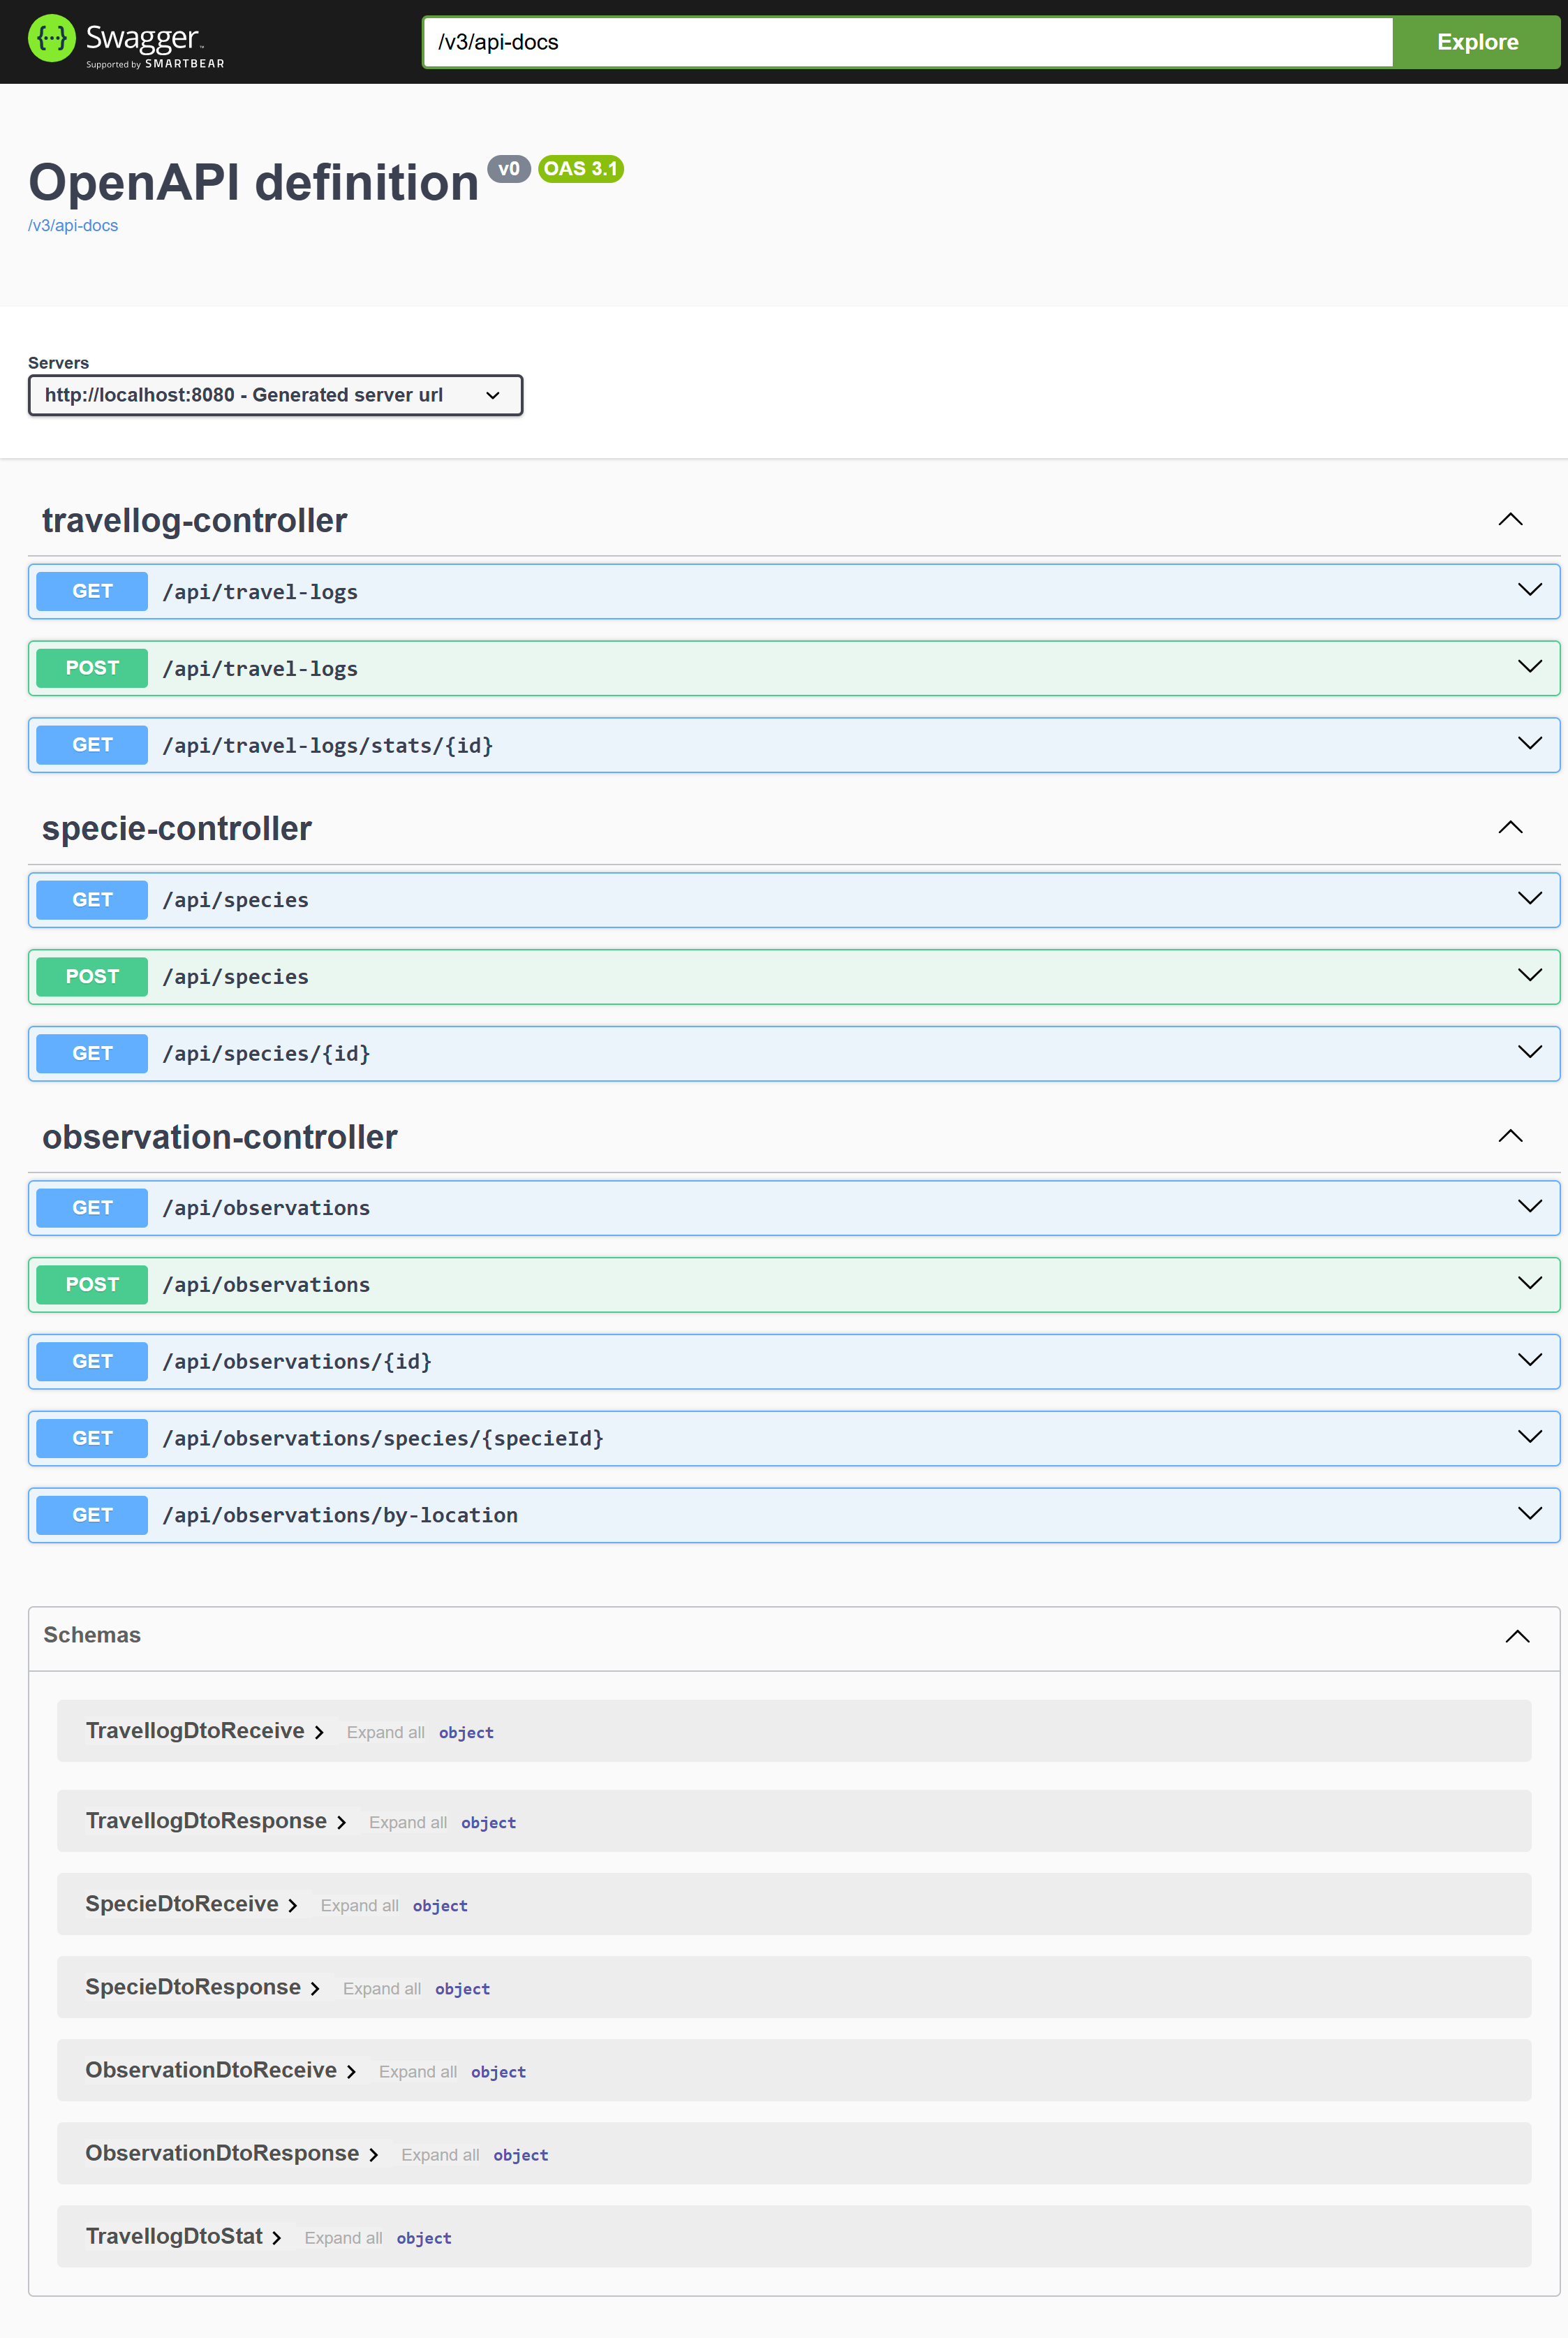 Swagger™
Supported by SMARTBEAR
/v3/api-docs
Explore
OpenAPI definition v0 OAS 3.1
/v3/api-docs
Servers
http://localhost:8080 - Generated server url
travellog-controller
GET /api/travel-logs
POST /api/travel-logs
GET /api/travel-logs/stats/{id}
specie-controller
GET /api/species
POST /api/species
GET /api/species/{id}
observation-controller
GET /api/observations
POST /api/observations
GET /api/observations/{id}
GET /api/observations/species/{specieId}
GET /api/observations/by-location
Schemas
TravellogDtoReceive Expand all object
TravellogDtoResponse Expand all object
SpecieDtoReceive Expand all object
SpecieDtoResponse Expand all object
ObservationDtoReceive Expand all object
ObservationDtoResponse Expand all object
TravellogDtoStat Expand all object